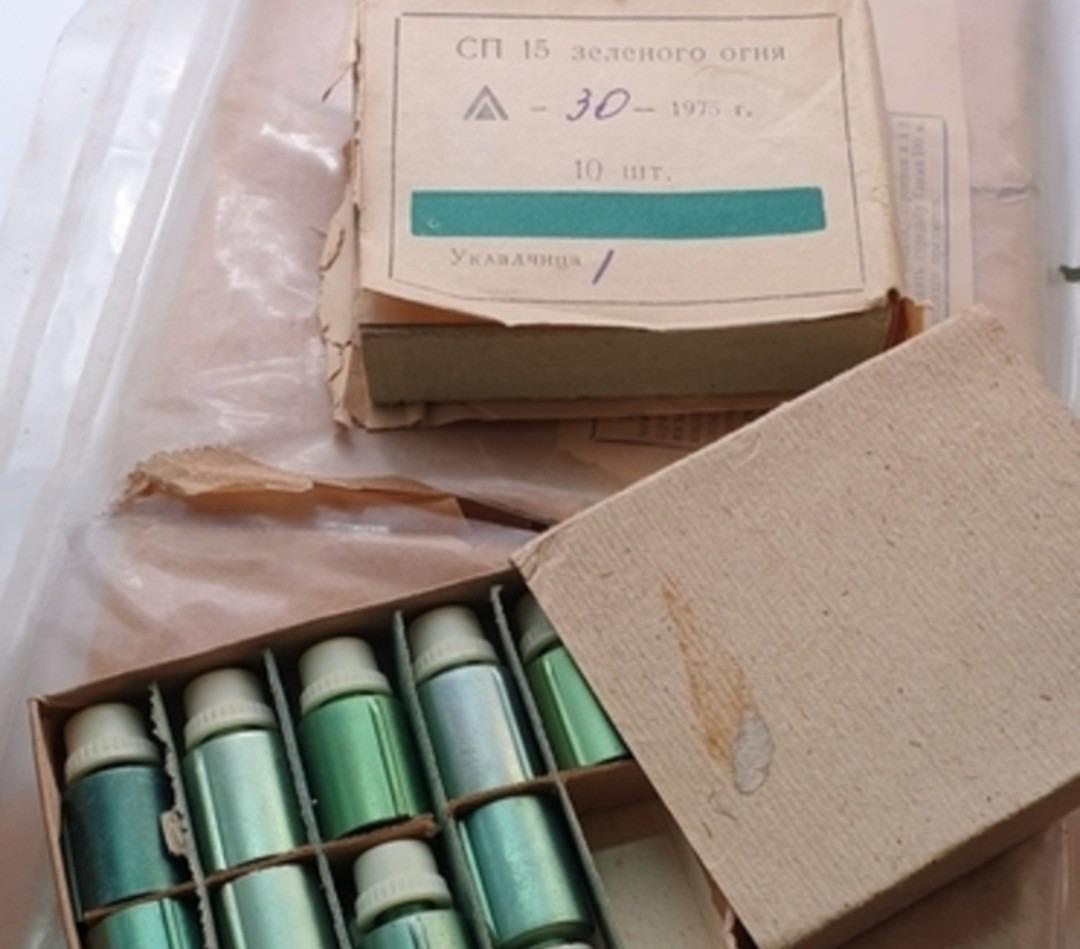 СП 15 зеленого огня
– 30 – 1975 г.
10 шт.
Укладчица 1